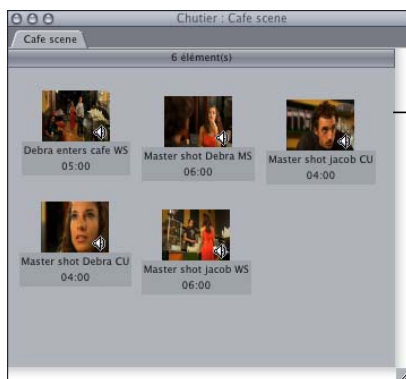 Chutier : Cafe scene
Cafe scene
6 élément(s)
Debra enters cafe WS
05:00
Master shot Debra MS
06:00
Master shot jacob CU
04:00
Master shot Debra CU
04:00
Master shot jacob WS
06:00